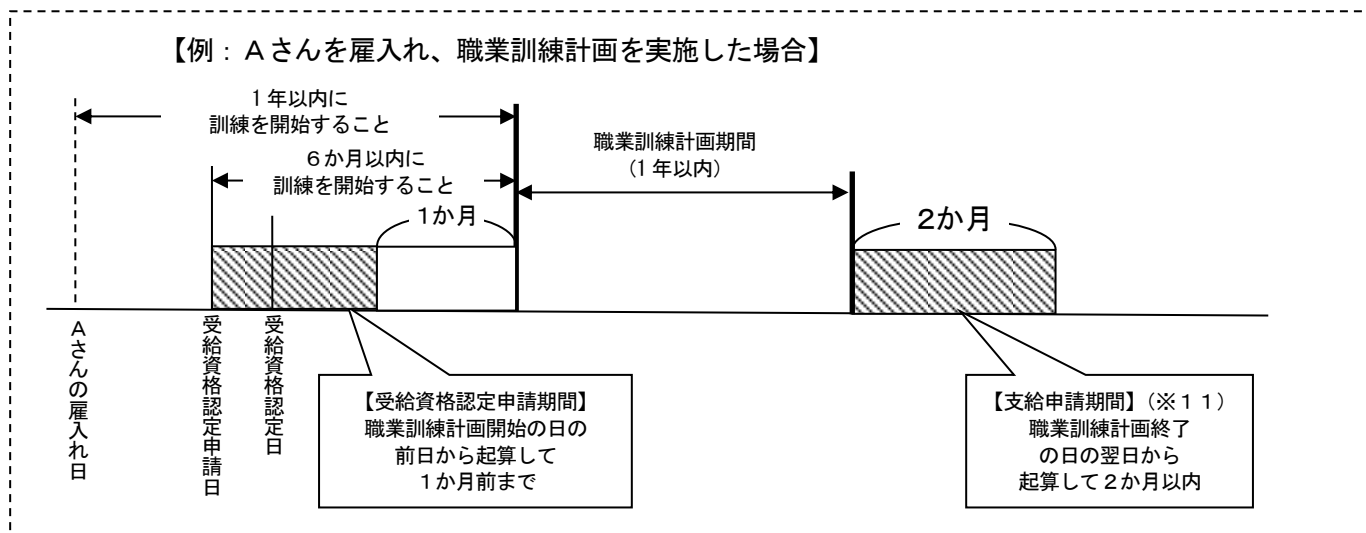 【例：Ａさんを雇入れ、職業訓練計画を実施した場合】
１年以内に
訓練を開始すること
６か月以内に
訓練を開始すること
１か月
職業訓練計画期間
（１年以内）
２か月
Ａさんの雇入れ日
受給資格認定申請日
受給資格認定日
【受給資格認定申請期間】
職業訓練計画開始の日の
前日から起算して
１か月前まで
【支給申請期間】（※１１）
職業訓練計画終了
の日の翌日から
起算して２か月以内